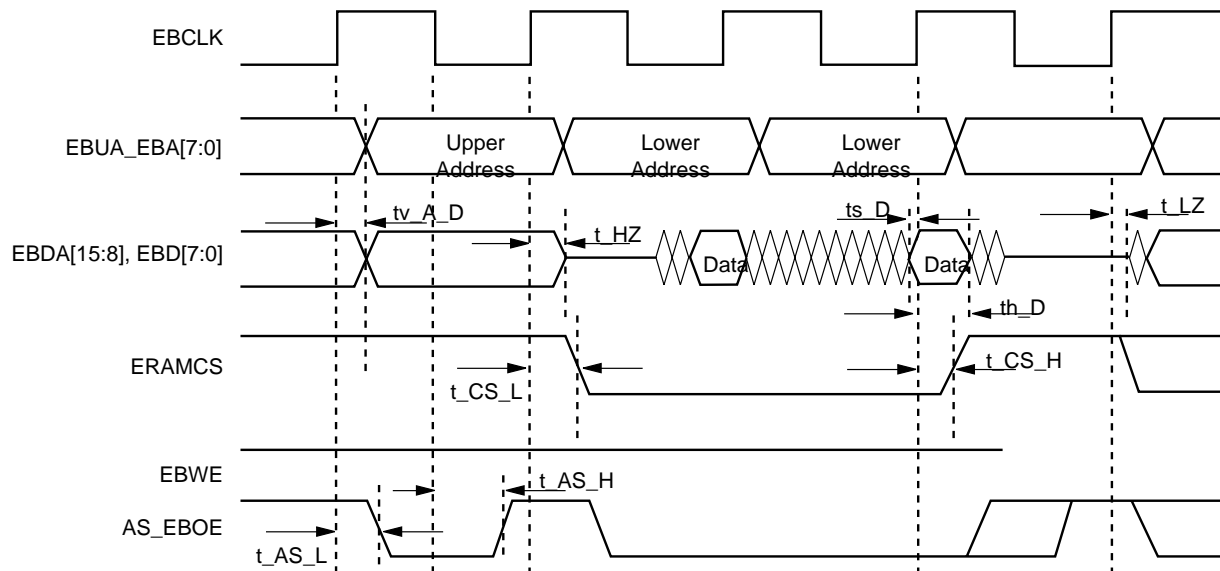 EBCLK
EBUA_EBA[7:0]
Upper
Address
Lower
Address
Lower
Address
tv_A_D
ts_D
t_LZ
t_HZ
EBDA[15:8], EBD[7:0]
Data
Data
th_D
ERAMCS
t_CS_L
t_CS_H
EBWE
t_AS_H
AS_EBOE
t_AS_L